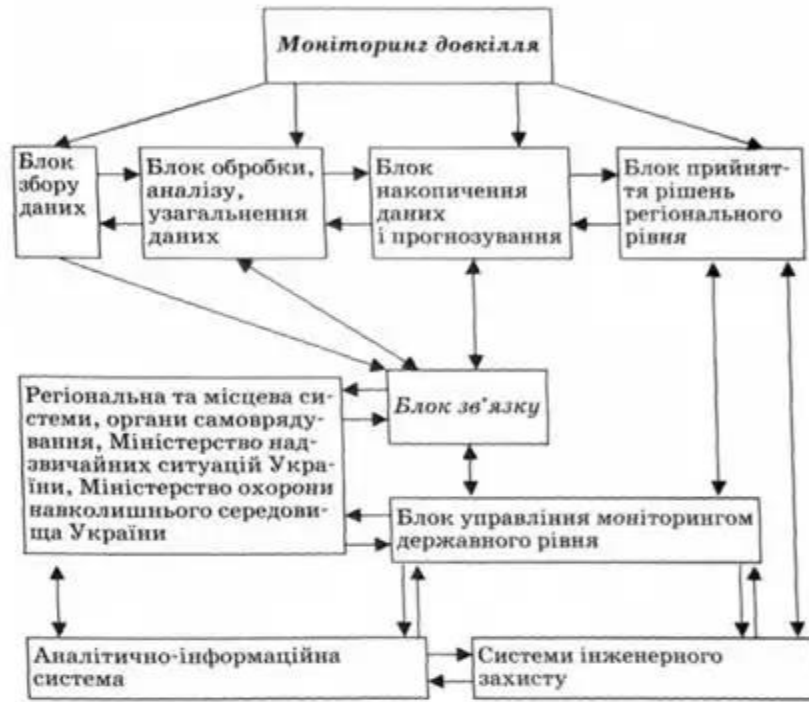 Моніторинг довкілля
Блок
збору
даних
Блок обробки,
аналізу,
узагальнення
даних
Блок
накопичення
даних
і прогнозування
Блок прийнят-
тя рішень
регіонального
рівня
Регіональна та місцева си-
стеми, органи самовряду-
вання, Міністерство над-
звичайних ситуацій Украї-
їни, Міністерство охорони
навколишнього середови-
ща України
Блок зв'язку
Блок управління моніторингом
державного рівня
Аналітично-інформаційна
система
Системи інженерного
захисту